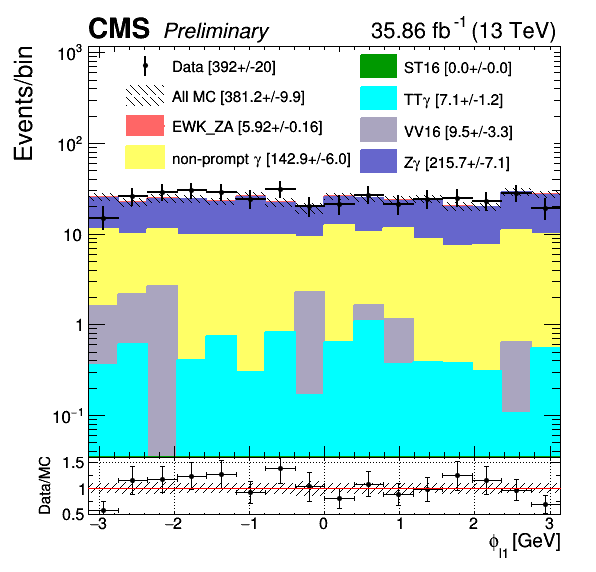 CMS Preliminary 35.86 fb⁻¹ (13 TeV)
Events/bin
10³
10²
10
1
10⁻¹
Data [392+/-20]
All MC [381.2+/-9.9]
EWK_ZA [5.92+/-0.16]
non-prompt γ [142.9+/-6.0]
ST16 [0.0+/-0.0]
TTγ [7.1+/-1.2]
VV16 [9.5+/-3.3]
Zγ [215.7+/-7.1]
Data/MC
1.5
1
0.5
−3 −2 −1 0 1 2 3
ϕ_l1 [GeV]